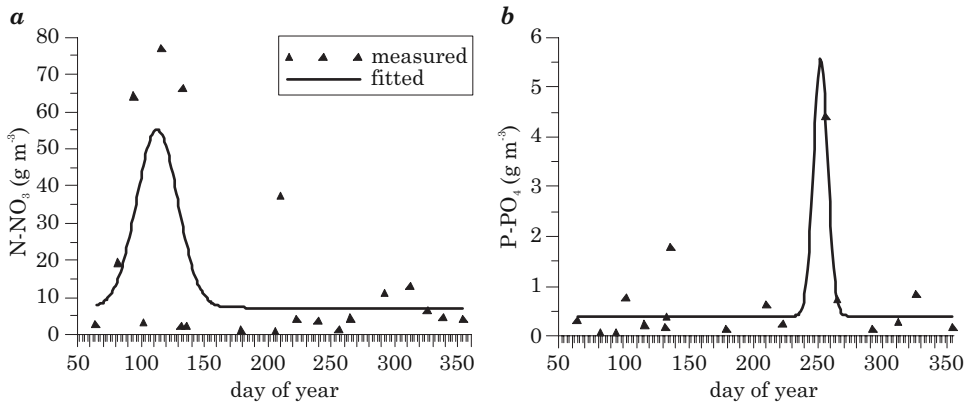 a
80
70
60
50
40
30
20
10
0
N-NO₃ (g m⁻³)
50 100 150 200 250 300 350
day of year
measured
fitted
b
6
5
4
3
2
1
0
P-PO₄ (g m⁻³)
50 100 150 200 250 300 350
day of year